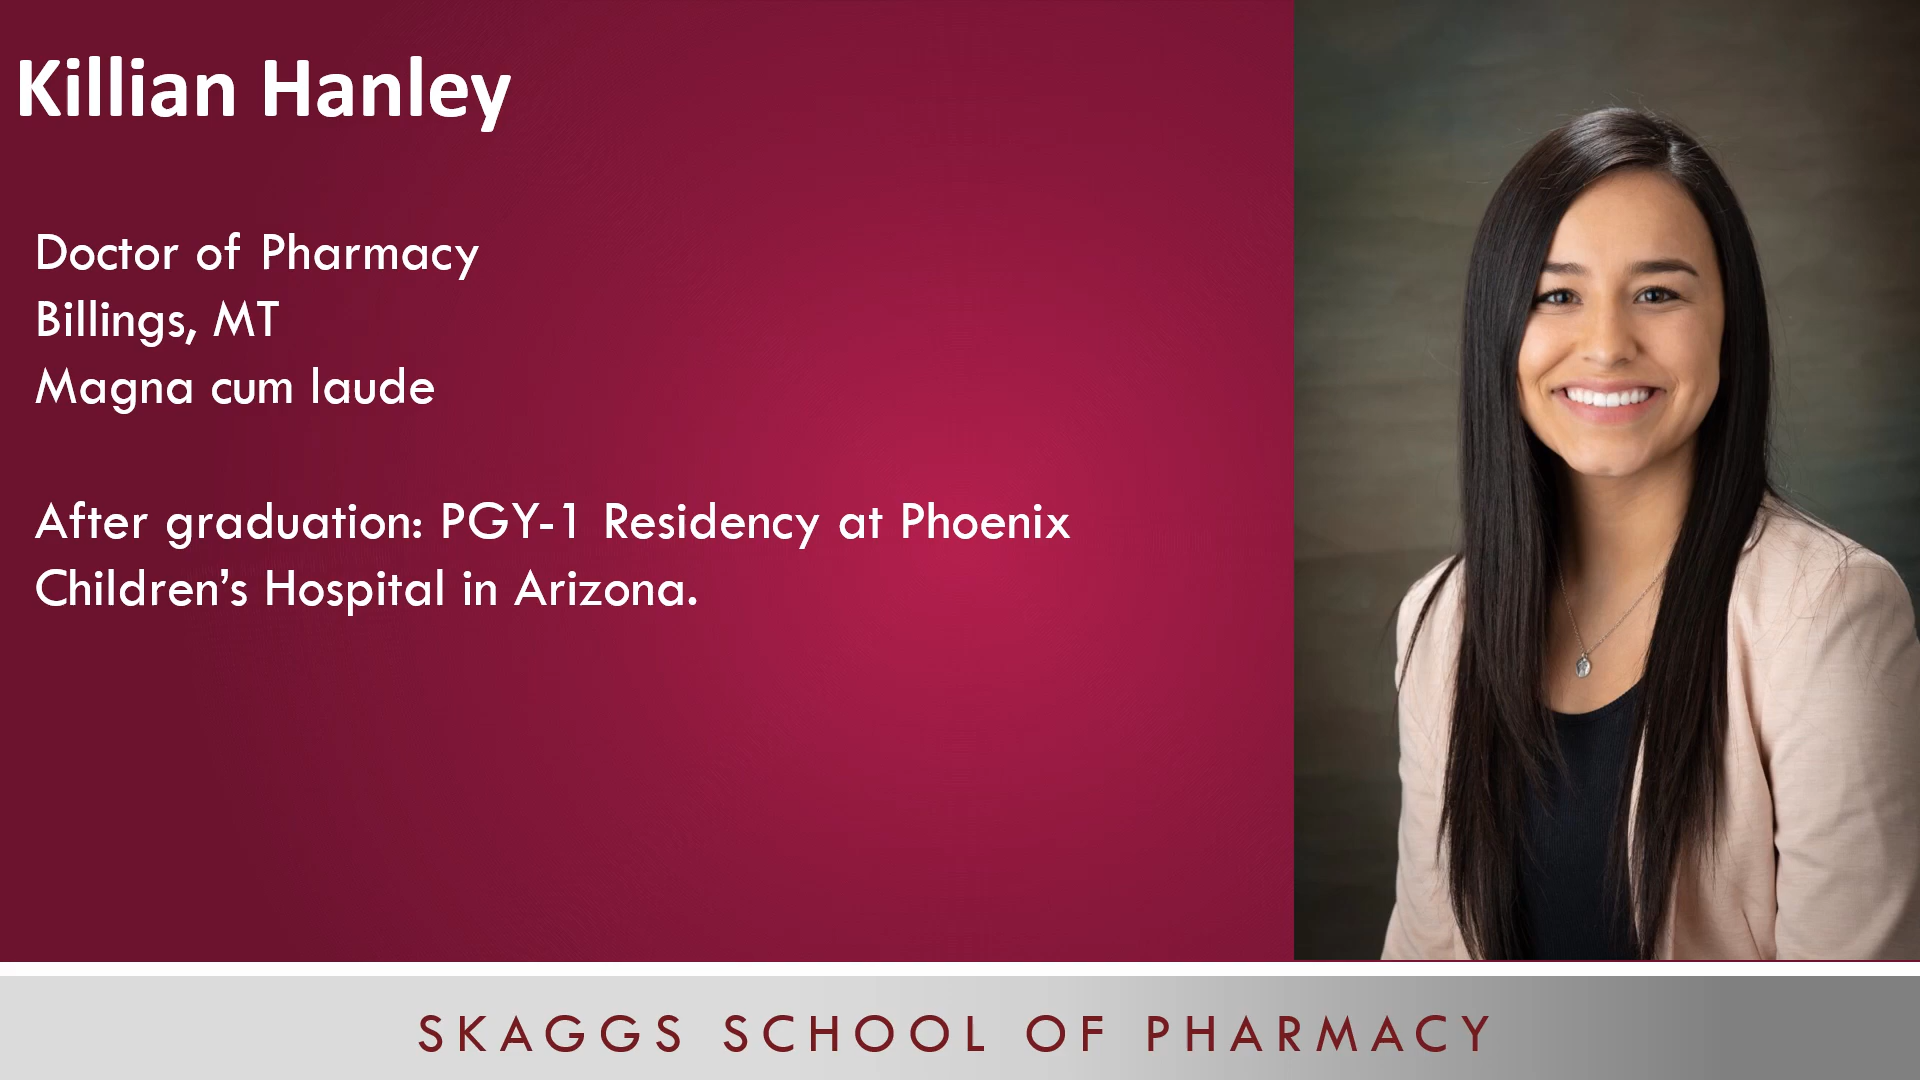 Killian Hanley
Doctor of Pharmacy
Billings, MT
Magna cum laude
After graduation: PGY-1 Residency at Phoenix
Children’s Hospital in Arizona.
SKAGGS SCHOOL OF PHARMACY